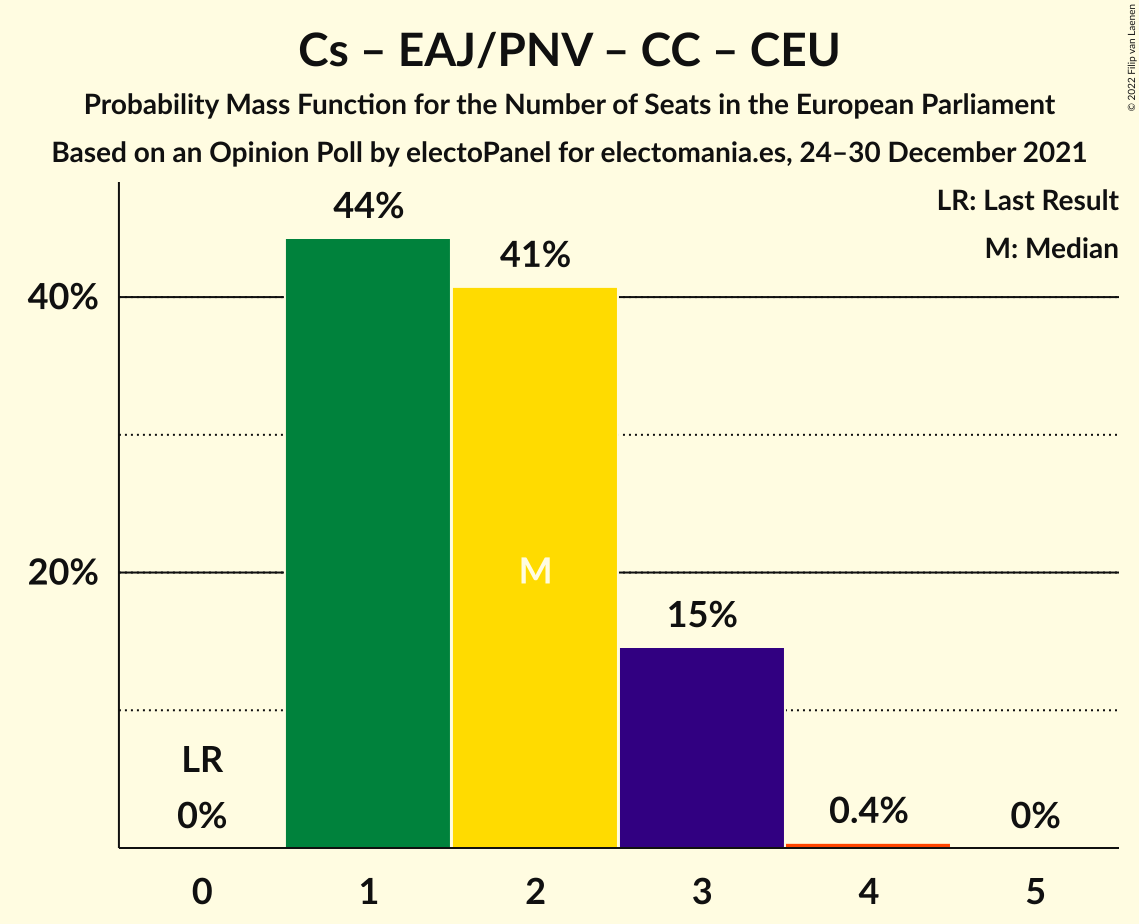 Cs – EAJ/PNV – CC – CEU
Probability Mass Function for the Number of Seats in the European Parliament
Based on an Opinion Poll by electoPanel for electomania.es, 24–30 December 2021
© 2022 Filip van Laenen
LR: Last Result
M: Median
44%
41%
40%
20%
M
15%
LR
0%
0.4%
0%
0 1 2 3 4 5